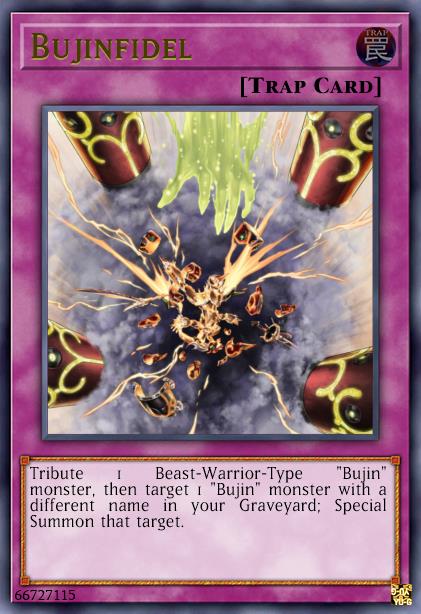 Bujinfidel
TRAP
罠
[Trap Card]
Tribute 1 Beast-Warrior-Type "Bujin"
monster, then target 1 "Bujin" monster with a
different name in your Graveyard; Special
Summon that target.
66727115